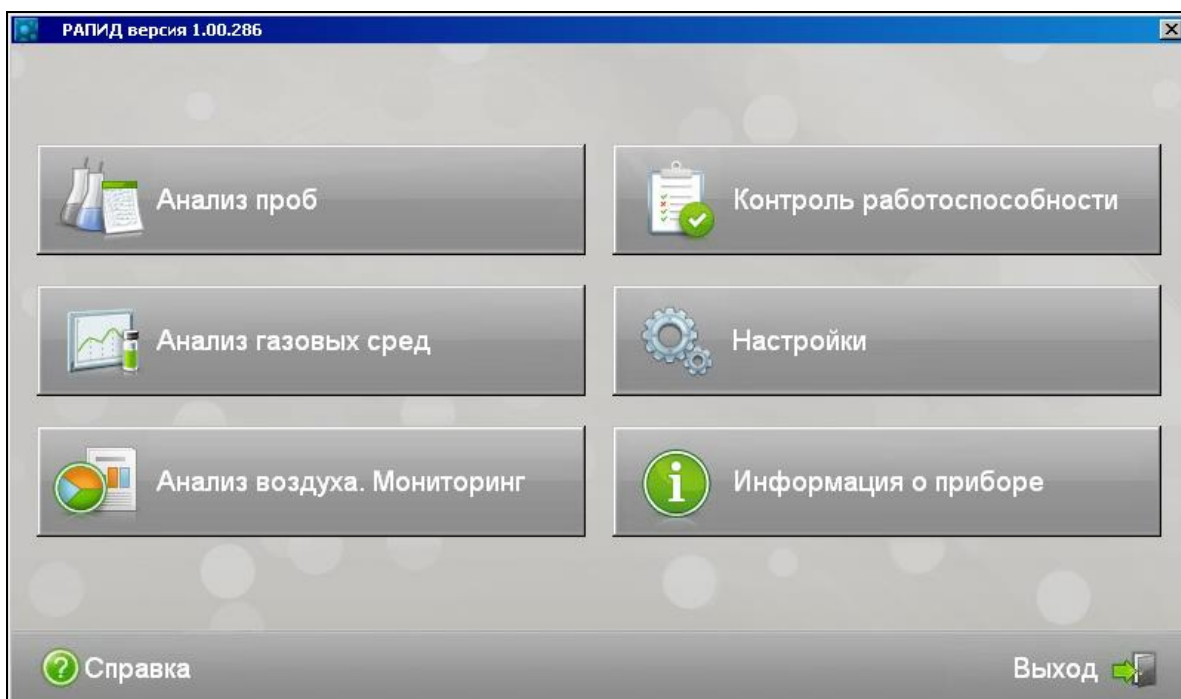 РАПИД версия 1.00.286
Анализ проб
Контроль работоспособности
Анализ газовых сред
Настройки
Анализ воздуха. Мониторинг
Информация о приборе
Справка
Выход